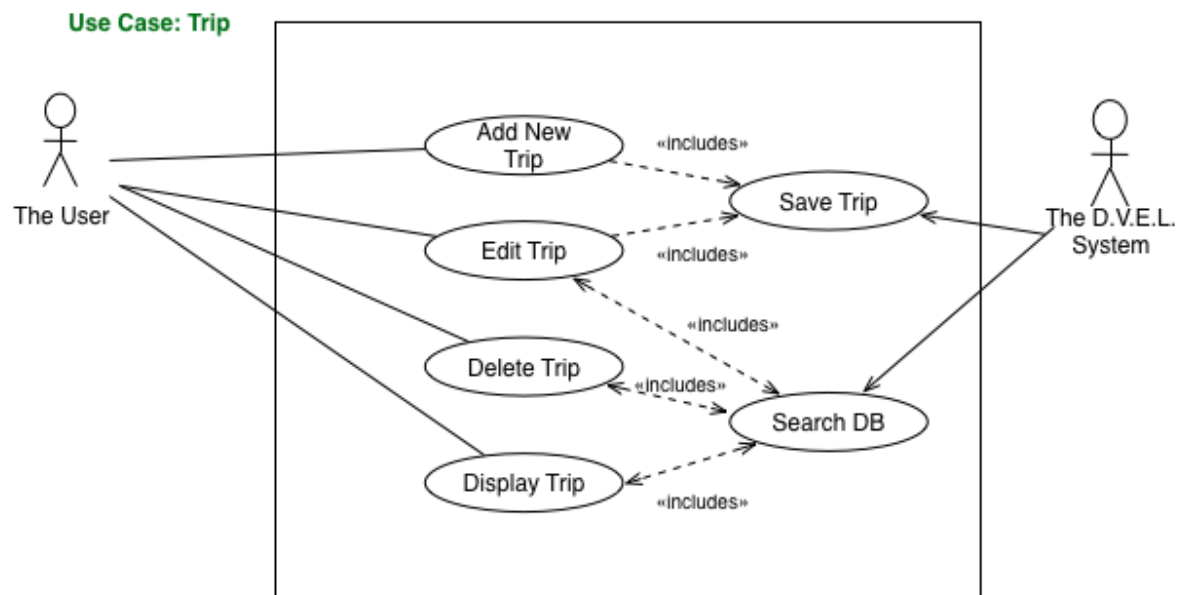 Use Case: Trip
Add New
Trip
«includes»
Save Trip
The User
The D.V.E.L.
System
Edit Trip
«includes»
«includes»
Delete Trip
«includes»
Search DB
Display Trip
«includes»